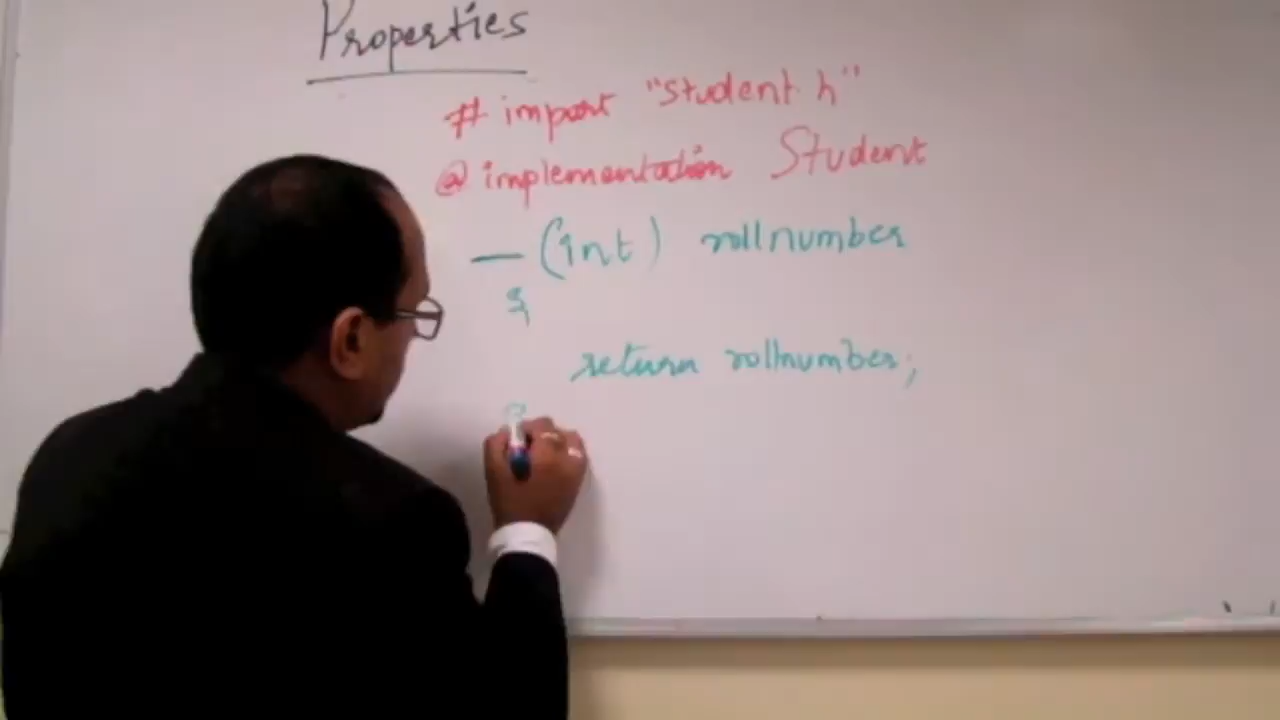 Properties
# import "student.h"
@ implementation Student
— (int) rollnumber
{
return rollnumber;
}